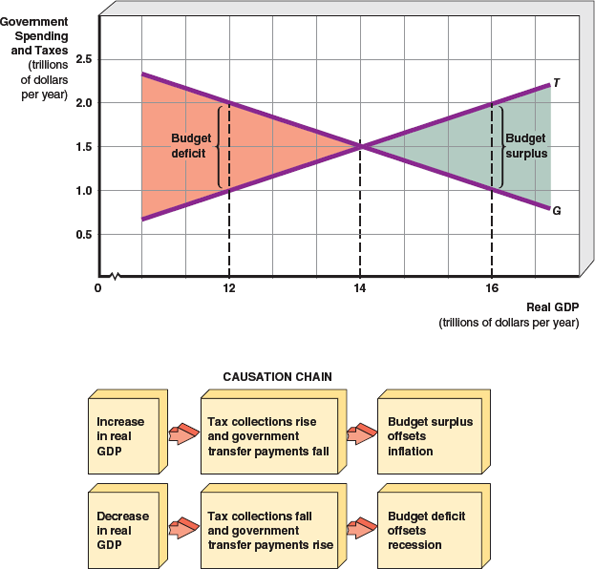 Government
Spending
and Taxes
(trillions
of dollars
per year)
2.5
2.0
1.5
1.0
0.5
0
12
14
16
Budget
deficit
Budget
surplus
T
G
Real GDP
(trillions of dollars per year)
CAUSATION CHAIN
Increase
in real
GDP
Tax collections rise
and government
transfer payments fall
Budget surplus
offsets
inflation
Decrease
in real
GDP
Tax collections fall
and government
transfer payments rise
Budget deficit
offsets
recession